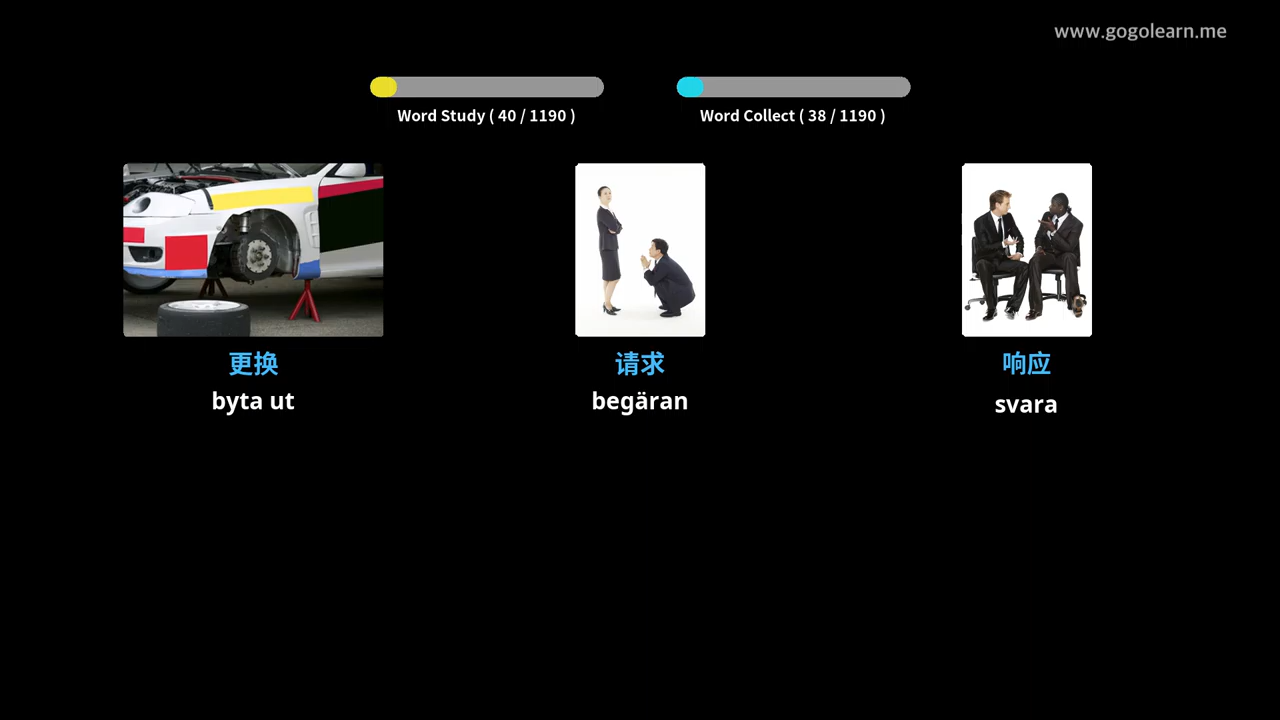 www.gogolearn.me
Word Study ( 40 / 1190 )
Word Collect ( 38 / 1190 )
更换
请求
响应
byta ut
begäran
svara